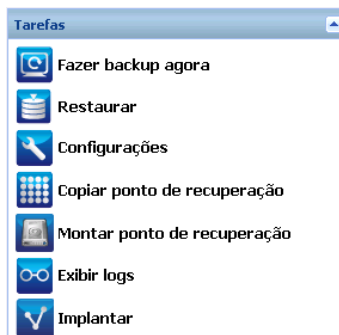 Tarefas
Fazer backup agora
Restaurar
Configurações
Copiar ponto de recuperação
Montar ponto de recuperação
Exibir logs
Implantar